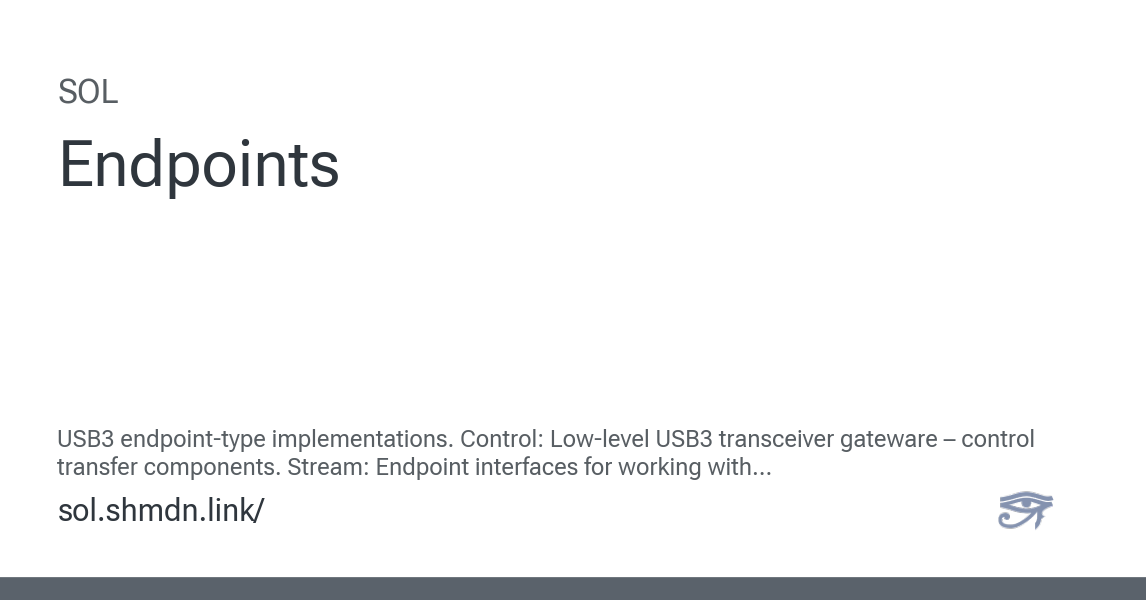 SOL
Endpoints
USB3 endpoint-type implementations. Control: Low-level USB3 transceiver gateware – control
transfer components. Stream: Endpoint interfaces for working with...
sol.shmdn.link/